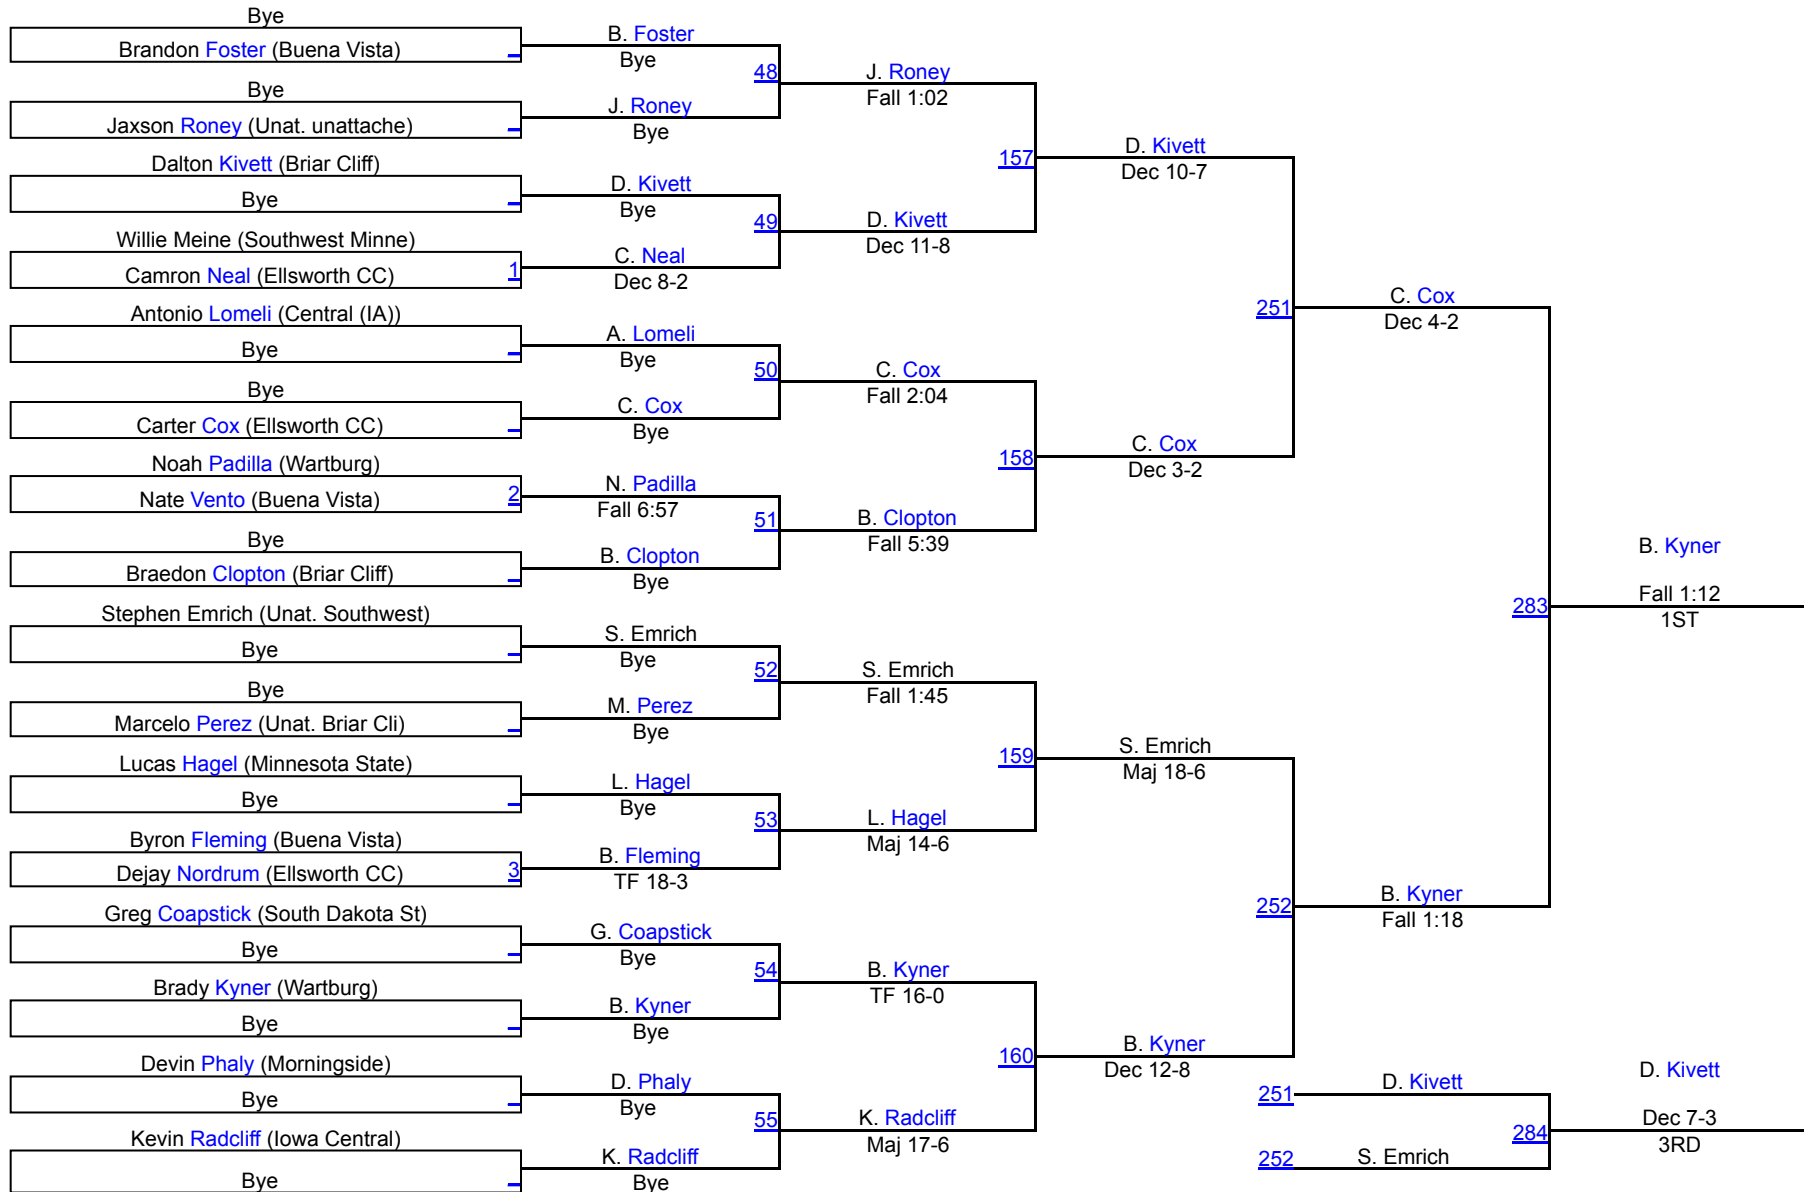 Bye
Brandon Foster (Buena Vista)
Bye
Jaxson Roney (Unat. unattache)
Dalton Kivett (Briar Cliff)
Bye
Willie Meine (Southwest Minne)
Camron Neal (Ellsworth CC)
1
Antonio Lomeli (Central (IA))
Bye
Bye
Carter Cox (Ellsworth CC)
Noah Padilla (Wartburg)
Nate Vento (Buena Vista)
2
Bye
Braedon Clopton (Briar Cliff)
Stephen Emrich (Unat. Southwest)
Bye
Bye
Marcelo Perez (Unat. Briar Cli)
Lucas Hagel (Minnesota State)
Bye
Byron Fleming (Buena Vista)
Dejay Nordrum (Ellsworth CC)
3
Greg Coapstick (South Dakota St)
Bye
Brady Kyner (Wartburg)
Bye
Devin Phaly (Morningside)
Bye
Kevin Radcliff (Iowa Central)
Bye
B. Foster
Bye
48
J. Roney
Bye
D. Kivett
Bye
49
C. Neal
Dec 8-2
A. Lomeli
Bye
50
C. Cox
Bye
N. Padilla
Fall 6:57
51
B. Clopton
Bye
S. Emrich
Bye
52
M. Perez
Bye
L. Hagel
Bye
53
B. Fleming
TF 18-3
G. Coapstick
Bye
54
B. Kyner
Bye
D. Phaly
Bye
55
K. Radcliff
Bye
J. Roney
Fall 1:02
157
D. Kivett
Dec 11-8
C. Cox
Fall 2:04
158
B. Clopton
Fall 5:39
S. Emrich
Fall 1:45
159
L. Hagel
Maj 14-6
B. Kyner
TF 16-0
160
K. Radcliff
Maj 17-6
D. Kivett
Dec 10-7
251
C. Cox
Dec 3-2
S. Emrich
Maj 18-6
252
B. Kyner
Dec 12-8
C. Cox
Dec 4-2
283
B. Kyner
Fall 1:18
B. Kyner
Fall 1:12
1ST
251
D. Kivett
284
252
S. Emrich
D. Kivett
Dec 7-3
3RD